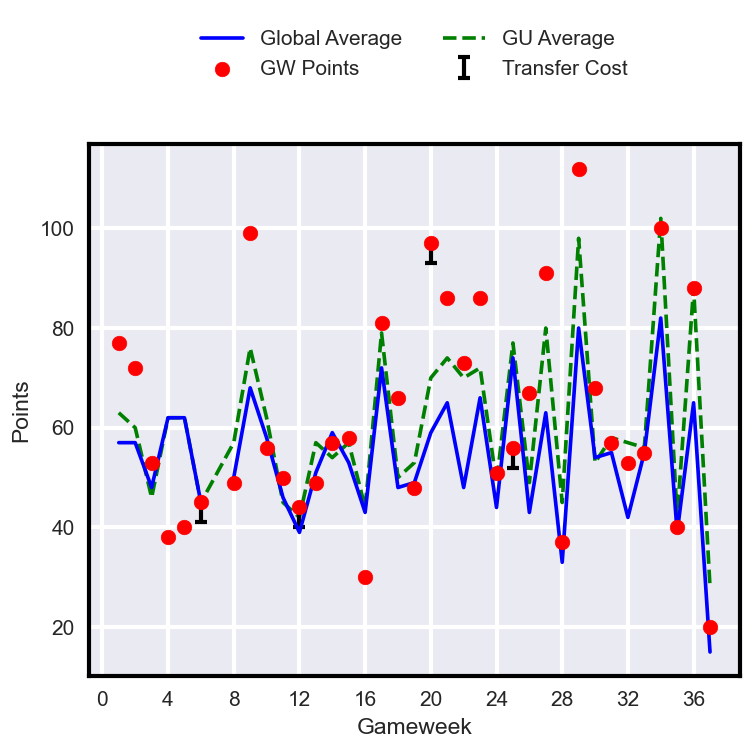 Global Average
GU Average
GW Points
Transfer Cost
Points
100
80
60
40
20
0 4 8 12 16 20 24 28 32 36
Gameweek